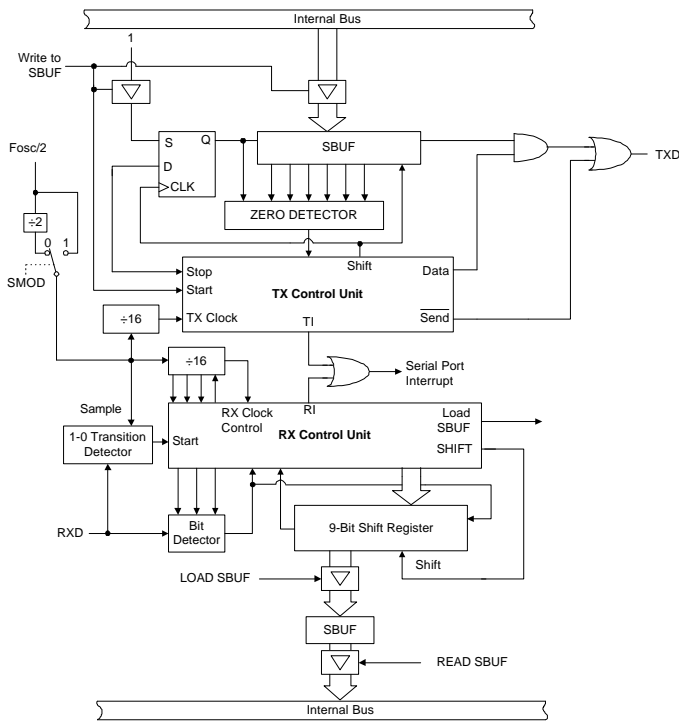 Internal Bus
1
Write to
SBUF
S
Q
D
CLK
SBUF
TXD
Fosc/2
÷2
0 1
SMOD
ZERO DETECTOR
Shift
Stop
Start
TX Clock
TX Control Unit
Data
Send
TI
÷16
÷16
Serial Port
Interrupt
Sample
1-0 Transition
Detector
RX Clock
Control
RI
Start
RX Control Unit
Load
SBUF
SHIFT
RXD
Bit
Detector
9-Bit Shift Register
Shift
LOAD SBUF
SBUF
READ SBUF
Internal Bus